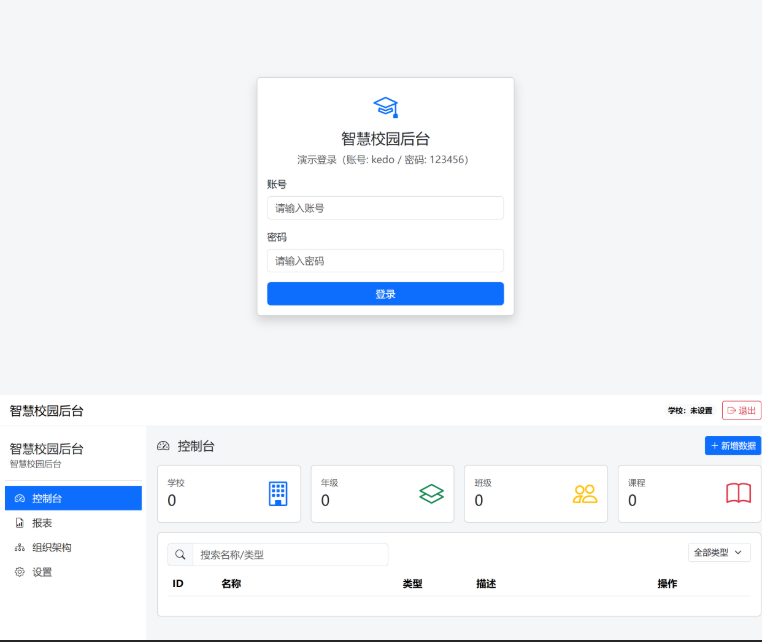 智慧校园后台
演示登录（账号: kedo / 密码: 123456）
账号
请输入账号
密码
请输入密码
登录
智慧校园后台
学校：未设置
退出
智慧校园后台
智慧校园后台
控制台
报表
组织架构
设置
控制台
+ 新增数据
学校
0
年级
0
班级
0
课程
0
搜索名称/类型
全部类型
ID 名称 类型 描述 操作